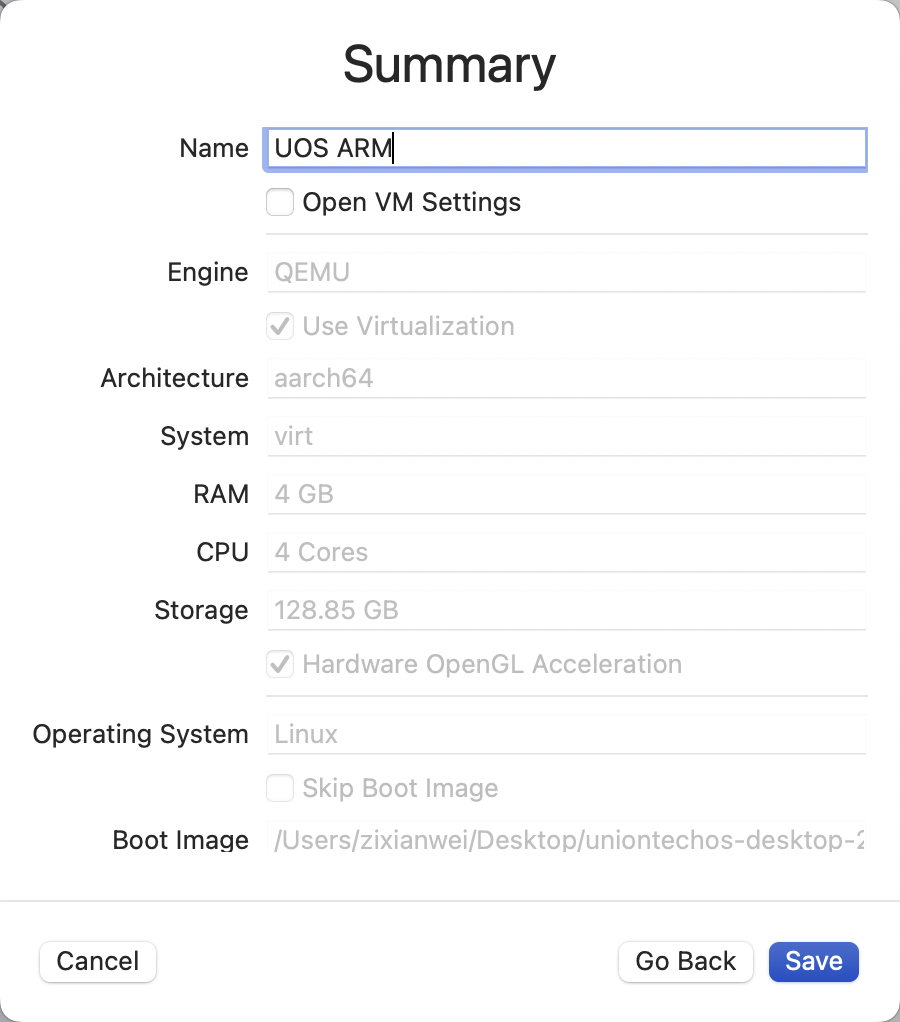 Summary
Name UOS ARM
Open VM Settings
Engine QEMU
Use Virtualization
Architecture aarch64
System virt
RAM 4 GB
CPU 4 Cores
Storage 128.85 GB
Hardware OpenGL Acceleration
Operating System Linux
Skip Boot Image
Boot Image /Users/zixianwei/Desktop/uniontechos-desktop-2
Cancel Go Back Save